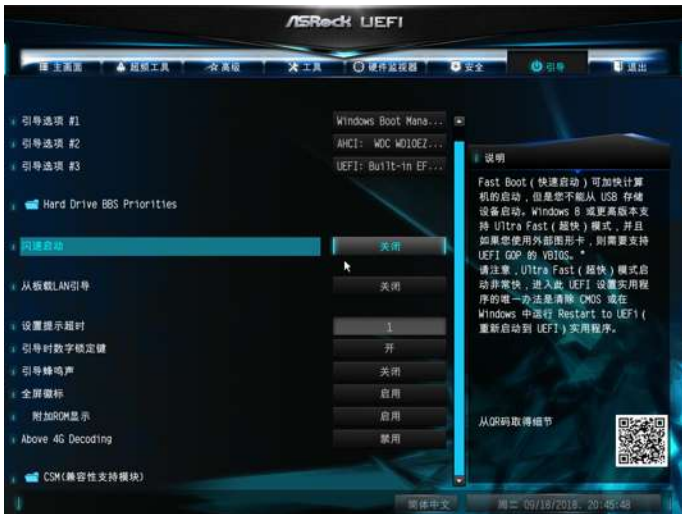 ASRock UEFI
主画面 超频工具 高级 工具 硬件监视器 安全 引导 退出
引导选项 #1 Windows Boot Mana...
引导选项 #2 AHCI: WDC WD10EZ...
引导选项 #3 UEFI: Built-in EF...
Hard Drive BBS Priorities
闪速启动 关闭
从板载LAN引导 关闭
设置提示超时 1
引导时数字锁定键 开
引导蜂鸣声 关闭
全屏徽标 启用
附加ROM显示 启用
Above 4G Decoding 禁用
CSM(兼容性支持模块)
说明
Fast Boot ( 快速启动 ) 可加快计算
机的启动 , 但是您不能从 USB 存储
设备启动。Windows 8 或更高版本支
持 Ultra Fast ( 超快 ) 模式 , 并且
如果您使用外部图形卡 , 则需要支持
UEFI GOP 的 VBIOS。*
请注意 , Ultra Fast ( 超快 ) 模式启
动非常快 , 进入此 UEFI 设置实用程
序的唯一办法是清除 CMOS 或在
Windows 中运行 Restart to UEFI (
重新启动到 UEFI ) 实用程序。
从QR码取得细节
简体中文 周二 09/18/2018. 20:45:48